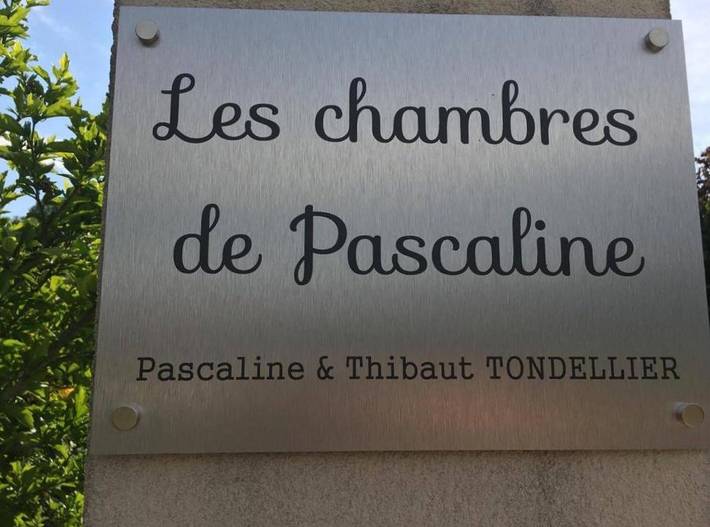 Les chambres
de Pascaline
Pascaline & Thibaut TONDELLIER